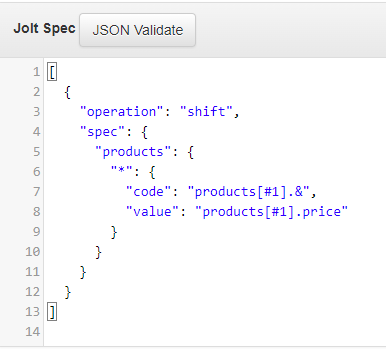 Jolt Spec JSON Validate
1 [
2   {
3     "operation": "shift",
4     "spec": {
5       "products": {
6         "*": {
7           "code": "products[#1].&",
8           "value": "products[#1].price"
9         }
10       }
11     }
12   }
13 ]
14